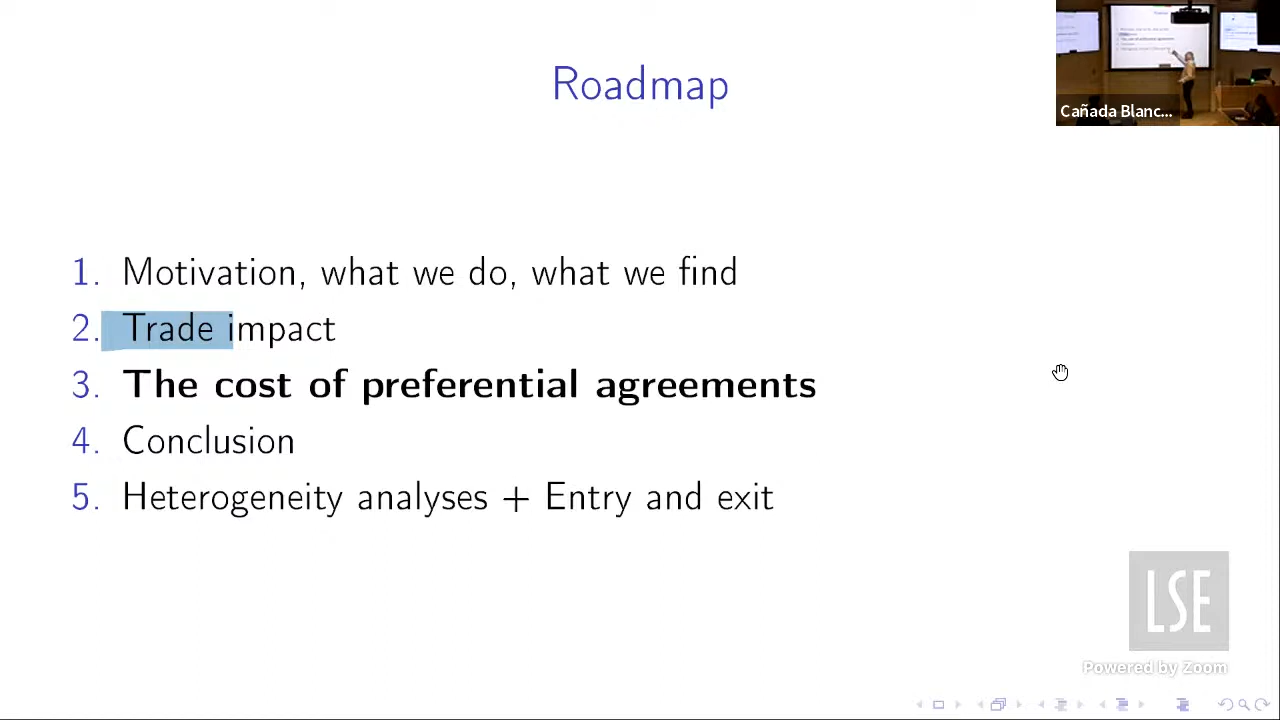 Roadmap
Cañada Blanc...
1. Motivation, what we do, what we find
2. Trade impact
3. The cost of preferential agreements
4. Conclusion
5. Heterogeneity analyses + Entry and exit
LSE
Powered by Zoom